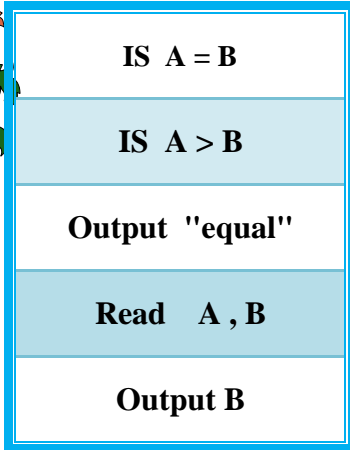 IS A = B
IS A > B
Output "equal"
Read A , B
Output B